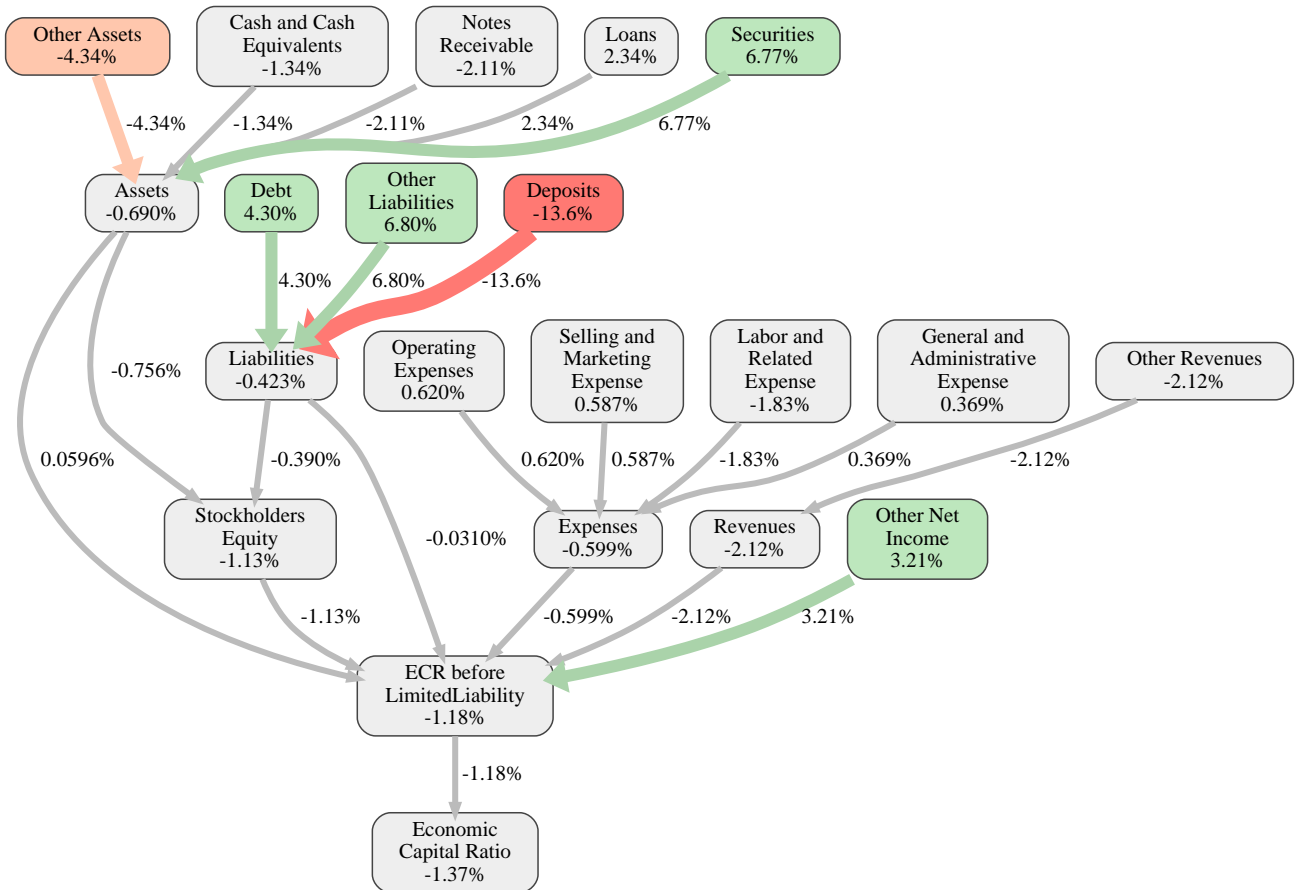 Other Assets
-4.34%
Cash and Cash
Equivalents
-1.34%
Notes
Receivable
-2.11%
Loans
2.34%
Securities
6.77%
-4.34%
-1.34%
-2.11%
2.34%
6.77%
Assets
-0.690%
Debt
4.30%
Other
Liabilities
6.80%
Deposits
-13.6%
4.30%
6.80%
-13.6%
Liabilities
-0.423%
Operating
Expenses
0.620%
Selling and
Marketing
Expense
0.587%
Labor and
Related
Expense
-1.83%
General and
Administrative
Expense
0.369%
Other Revenues
-2.12%
-0.756%
0.0596%
-0.390%
0.620%
0.587%
-1.83%
0.369%
-2.12%
Stockholders
Equity
-1.13%
-0.0310%
Expenses
-0.599%
Revenues
-2.12%
Other Net
Income
3.21%
-1.13%
-0.599%
-2.12%
3.21%
ECR before
LimitedLiability
-1.18%
-1.18%
Economic
Capital Ratio
-1.37%